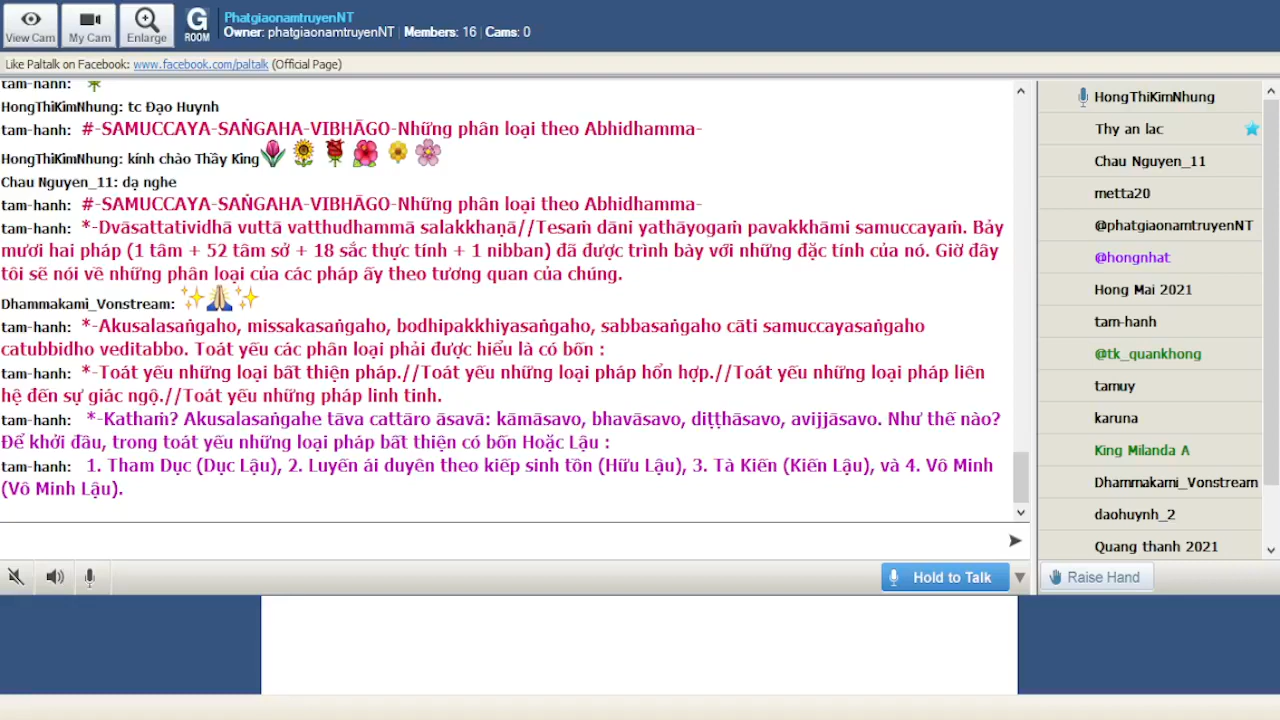 View Cam
My Cam
Enlarge
G
ROOM
PhatgiaonamtruyenNT
Owner: phatgiaonamtruyenNT | Members: 16 | Cams: 0
Like Paltalk on Facebook: www.facebook.com/paltalk (Official Page)
tam-hanh:
HongThiKimNhung: tc Đạo Huynh
tam-hanh: #-SAMUCCAYA-SAṄGAHA-VIBHĀGO-Những phân loại theo Abhidhamma-
HongThiKimNhung: kính chào Thầy King
Chau Nguyen_11: dạ nghe
tam-hanh: #-SAMUCCAYA-SAṄGAHA-VIBHĀGO-Những phân loại theo Abhidhamma-
tam-hanh: *-Dvāsattatividhā vuttā vatthudhammā salakkhaṇā//Tesaṁ dāni yathāyogaṁ pavakkhāmi samuccayaṁ. Bảy
mươi hai pháp (1 tâm + 52 tâm sở + 18 sắc thực tính + 1 nibban) đã được trình bày với những đặc tính của nó. Giờ đây
tôi sẽ nói về những phân loại của các pháp ấy theo tương quan của chúng.
Dhammakami_Vonstream:
tam-hanh: *-Akusalasaṅgaho, missakasaṅgaho, bodhipakkhiyasaṅgaho, sabbasaṅgaho cāti samuccayasaṅgaho
catubbidho veditabbo. Toát yếu các phân loại phải được hiểu là có bốn :
tam-hanh: *-Toát yếu những loại bất thiện pháp.//Toát yếu những loại pháp hổn hợp.//Toát yếu những loại pháp liên
hệ đến sự giác ngộ.//Toát yếu những pháp linh tinh.
tam-hanh: *-Kathaṁ? Akusalasaṅgahe tāva cattāro āsavā: kāmāsavo, bhavāsavo, diṭṭhāsavo, avijjāsavo. Như thế nào?
Để khởi đầu, trong toát yếu những loại pháp bất thiện có bốn Hoặc Lậu :
tam-hanh: 1. Tham Dục (Dục Lậu), 2. Luyến ái duyên theo kiếp sinh tồn (Hữu Lậu), 3. Tà Kiến (Kiến Lậu), và 4. Vô Minh
(Vô Minh Lậu).
HongThiKimNhung
Thy an lac
Chau Nguyen_11
metta20
@phatgiaonamtruyenNT
@hongnhat
Hong Mai 2021
tam-hanh
@tk_quankhong
tamuy
karuna
King Milanda A
Dhammakami_Vonstream
daohuynh_2
Quang thanh 2021
Hold to Talk
Raise Hand